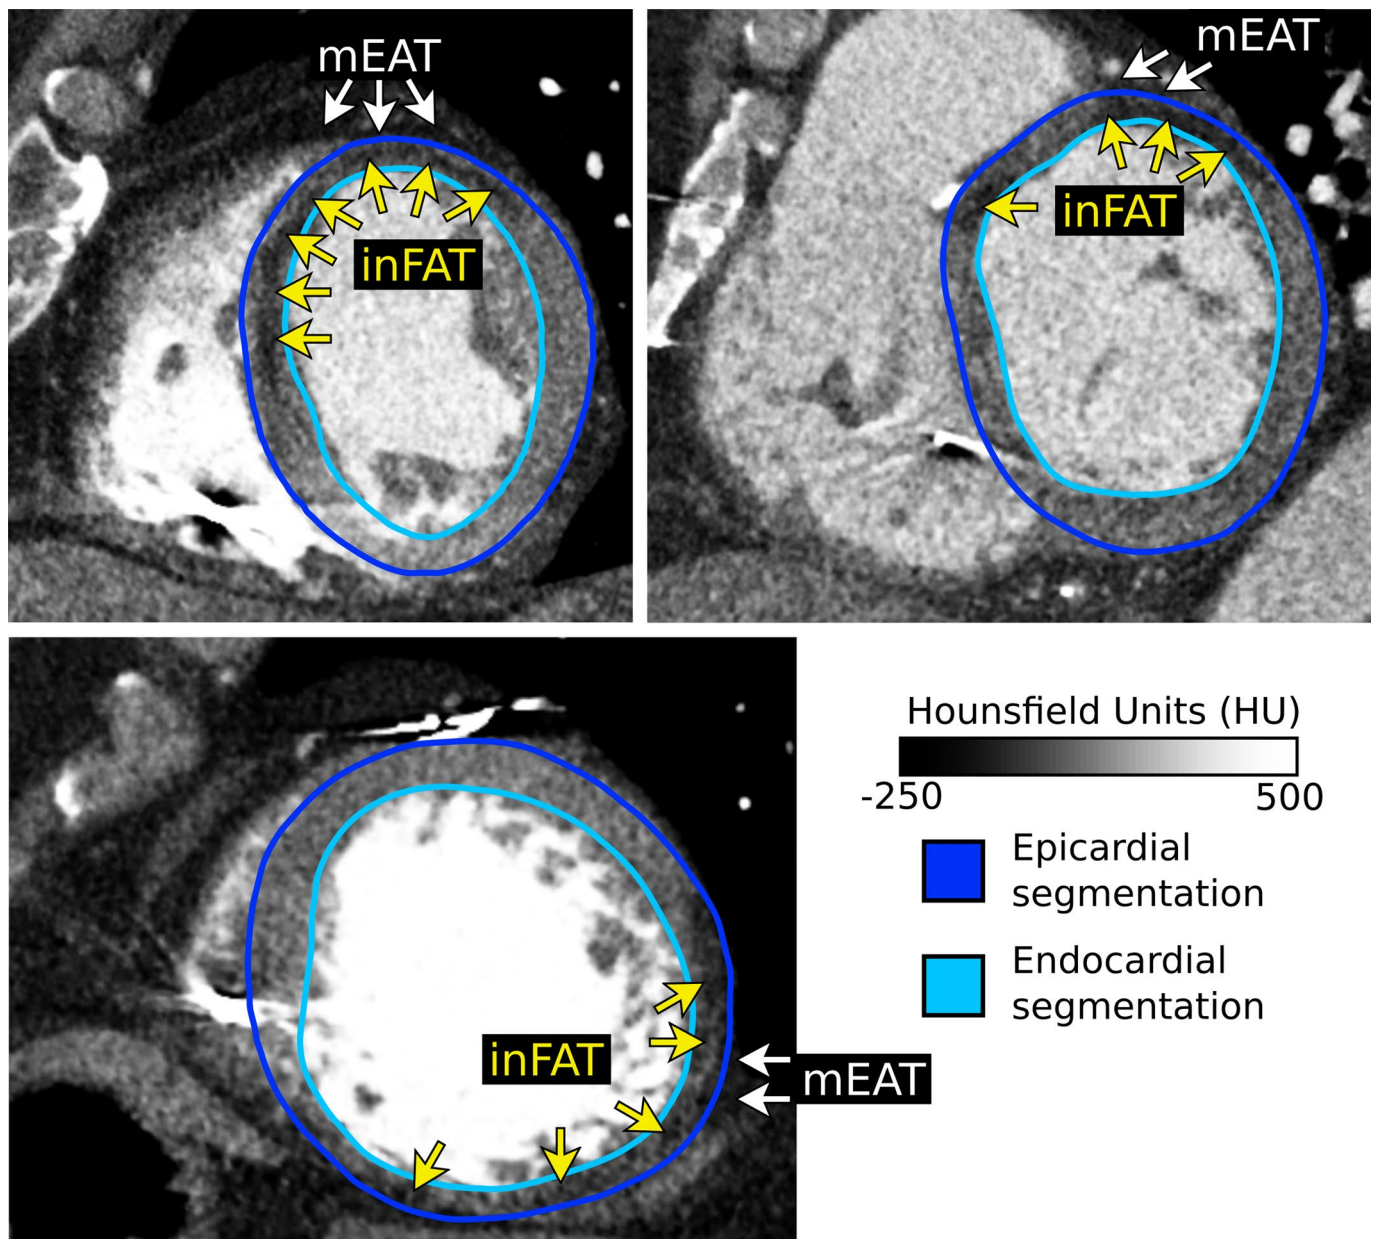 mEAT
inFAT
mEAT
inFAT
inFAT
mEAT
Hounsfield Units (HU)
-250 500
Epicardial
segmentation
Endocardial
segmentation